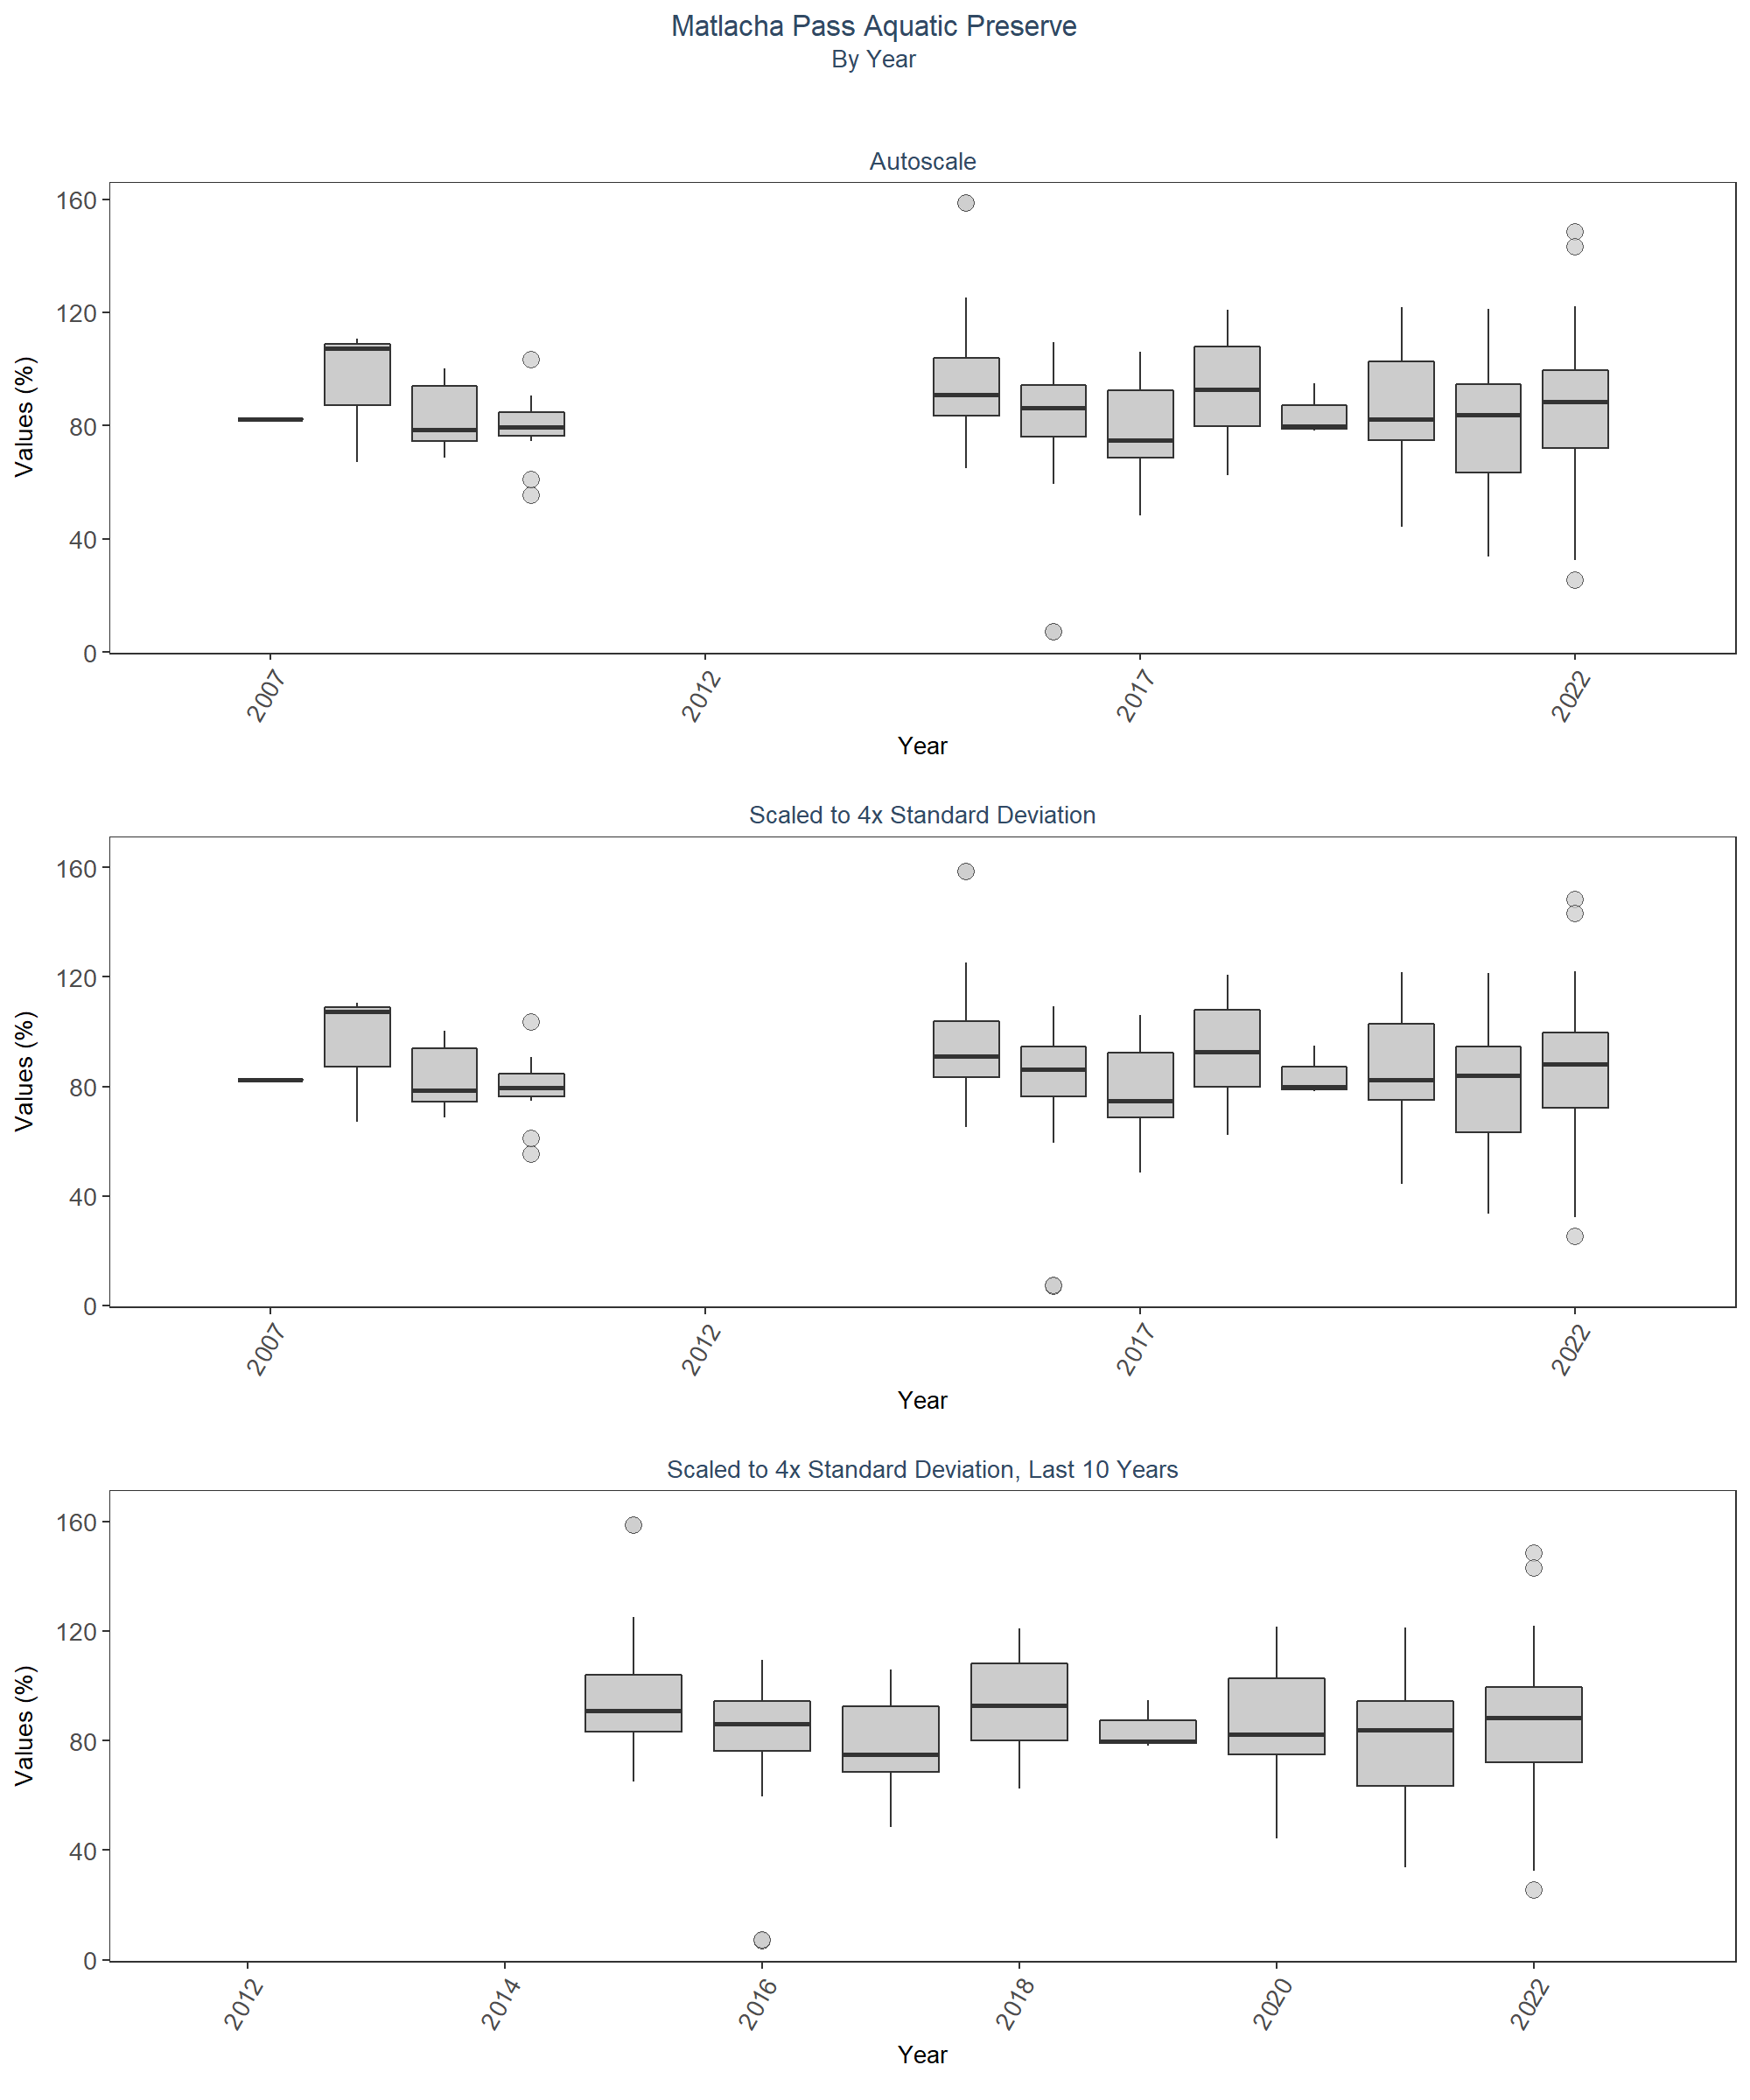 Matlacha Pass Aquatic Preserve
By Year
Autoscale
160
120
80
40
0
Values (%)
2007 2012 2017 2022
Year
Scaled to 4x Standard Deviation
160
120
80
40
0
Values (%)
2007 2012 2017 2022
Year
Scaled to 4x Standard Deviation, Last 10 Years
160
120
80
40
0
Values (%)
2012 2014 2016 2018 2020 2022
Year